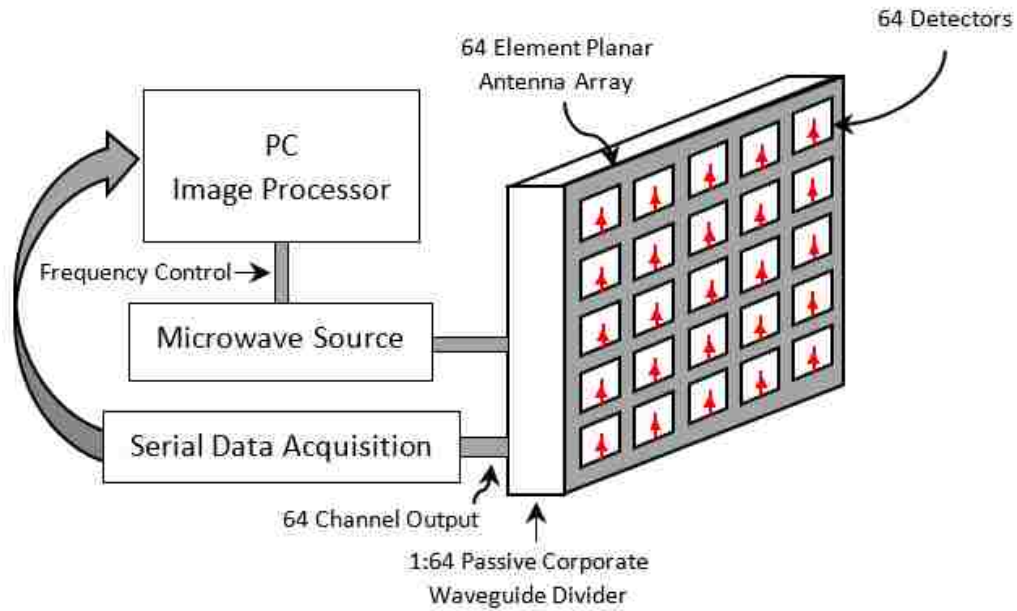 64 Detectors
64 Element Planar
Antenna Array
PC
Image Processor
Frequency Control
Microwave Source
Serial Data Acquisition
64 Channel Output
1:64 Passive Corporate
Waveguide Divider